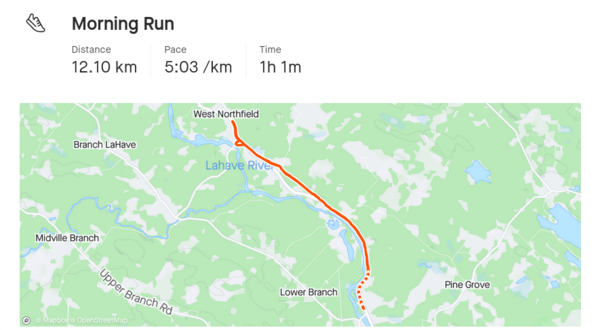 Morning Run
Distance
Pace
Time
12.10 km
5:03 /km
1h 1m
West Northfield
Branch LaHave
Lahave River
Midville Branch
Upper Branch Rd
Lower Branch
Pine Grove
© Mapbox © OpenStreetMap